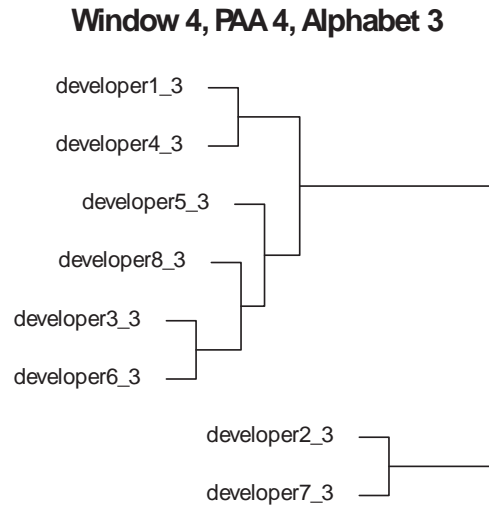 Window 4, PAA 4, Alphabet 3
developer1_3
developer4_3
developer5_3
developer8_3
developer3_3
developer6_3
developer2_3
developer7_3